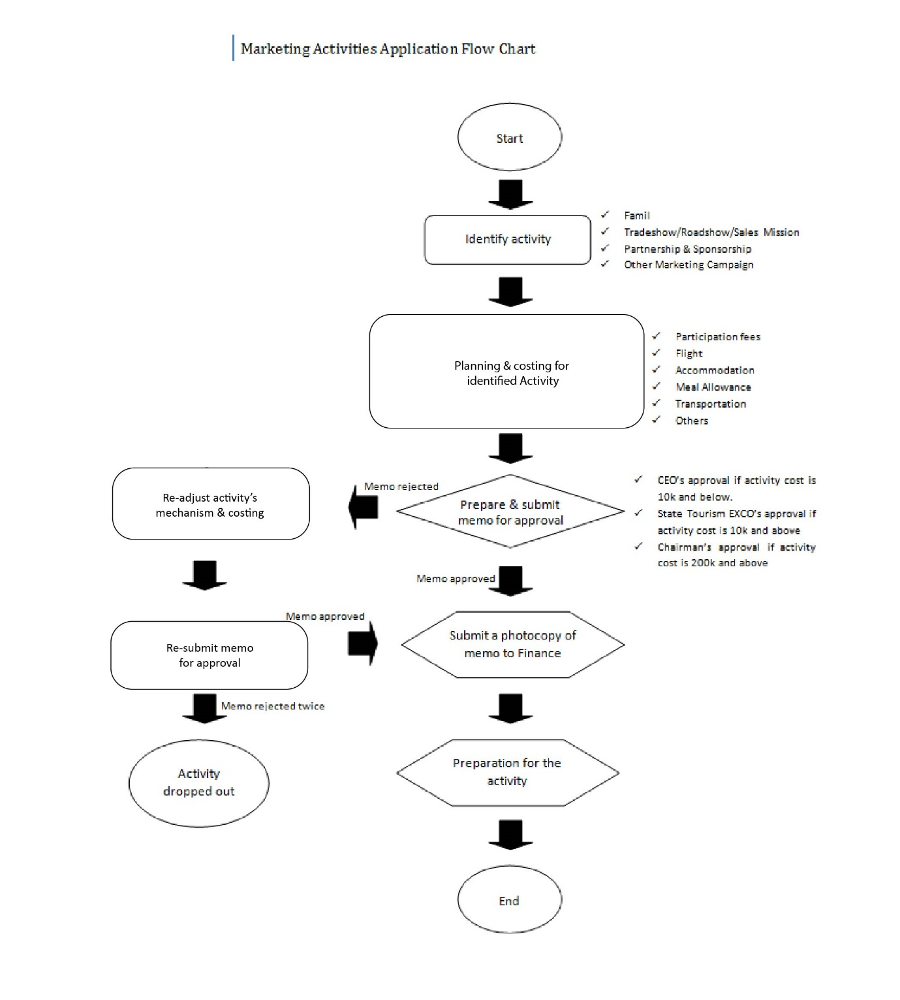 Marketing Activities Application Flow Chart
Start
Identify activity
✓ Famil
✓ Tradeshow/Roadshow/Sales Mission
✓ Partnership & Sponsorship
✓ Other Marketing Campaign
Planning & costing for
identified Activity
✓ Participation fees
✓ Flight
✓ Accommodation
✓ Meal Allowance
✓ Transportation
✓ Others
Prepare & submit
memo for approval
✓ CEO's approval if activity cost is
10k and below.
✓ State Tourism EXCO's approval if
activity cost is 10k and above
✓ Chairman's approval if activity
cost is 200k and above
Memo rejected
Re-adjust activity's
mechanism & costing
Memo approved
Re-submit memo
for approval
Memo approved
Submit a photocopy of
memo to Finance
Memo rejected twice
Activity
dropped out
Preparation for the
activity
End